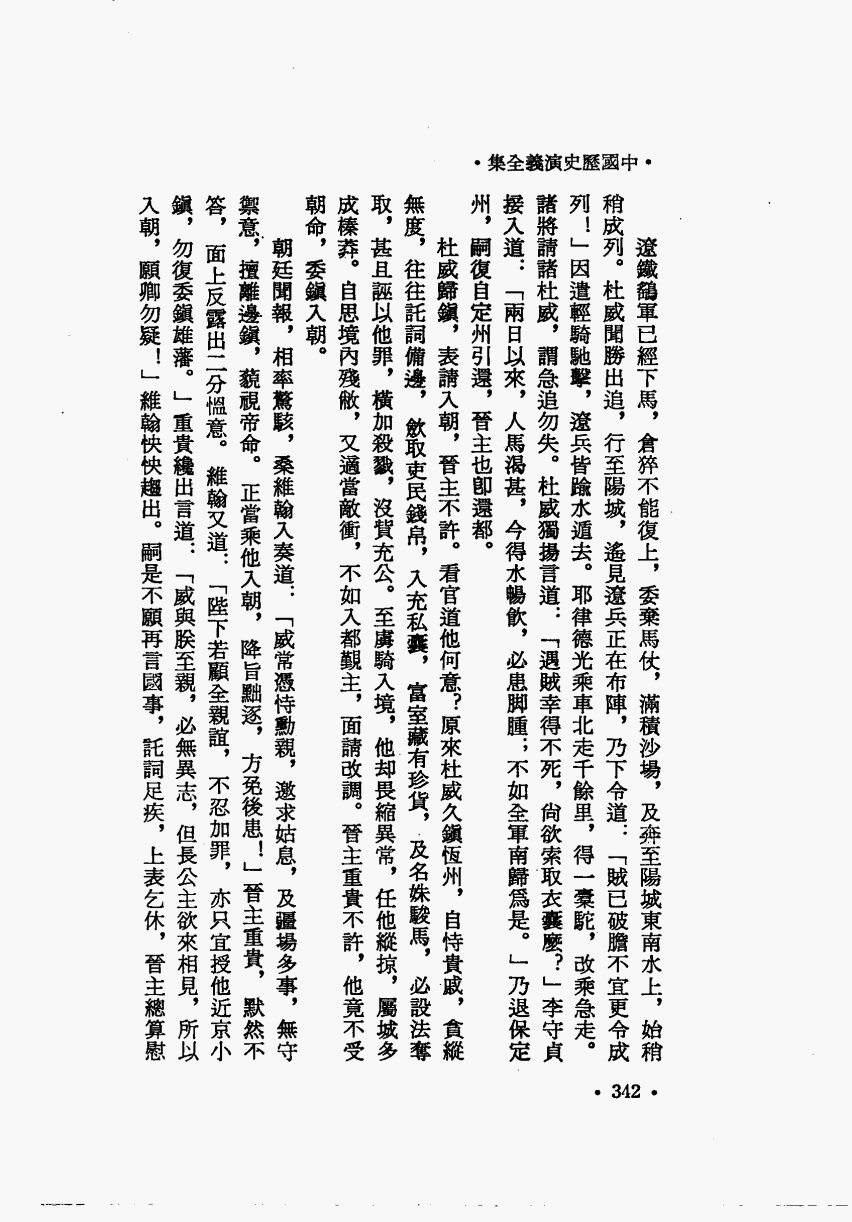 •中國歷史演義全集•
遼鐵鷂軍已經下馬，倉猝不能復上，委棄馬仗，滿積沙場，及奔至陽城東南水上，始稍
稍成列。杜威聞勝出追，行至陽城，遙見遼兵正在布陣，乃下令道：「賊已破膽不宜更令成
列！」因遣輕騎馳擊，遼兵皆踰水遁去。耶律德光乘車北走千餘里，得一橐駝，改乘急走。
諸將請諸杜威，謂急追勿失。杜威獨揚言道：「遇賊幸得不死，尙欲索取衣囊麼？」李守貞
接入道：「兩日以來，人馬渴甚，今得水暢飲，必患脚腫；不如全軍南歸爲是。」乃退保定
州，嗣復自定州引還，晉主也卽還都。
杜威歸鎭，表請入朝，晉主不許。看官道他何意？原來杜威久鎭恆州，自恃貴戚，貪縱
無度，往往託詞備邊，斂取吏民錢帛，入充私囊，富室藏有珍貨，及名姝駿馬，必設法奪
取，甚且誣以他罪，橫加殺戮，沒貲充公。至虜騎入境，他却畏縮異常，任他縱掠，屬城多
成榛莽。自思境內殘敝，又適當敵衝，不如入都覲主，面請改調。晉主重貴不許，他竟不受
朝命，委鎭入朝。
朝廷聞報，相率驚駭，桑維翰入奏道：「威常憑恃勳親，邀求姑息，及疆場多事，無守
禦意，擅離邊鎭，藐視帝命。正當乘他入朝，降旨黜逐，方免後患！」晉主重貴，默然不
答，面上反露出二分慍意。維翰又道：「陛下若顧全親誼，不忍加罪，亦只宜授他近京小
鎭，勿復委鎭雄藩。」重貴纔出言道：「威與朕至親，必無異志，但長公主欲來相見，所以
入朝，願卿勿疑！」維翰怏怏趨出。嗣是不願再言國事，託詞足疾，上表乞休，晉主總算慰
• 342 •